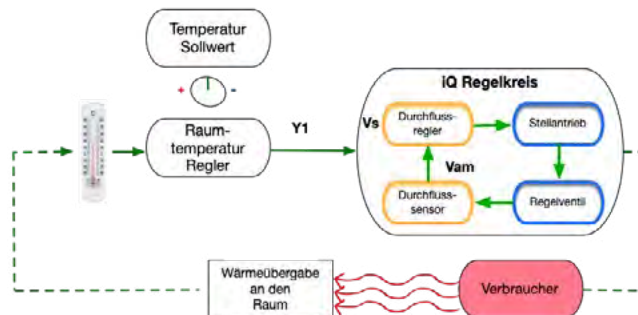 Temperatur
Sollwert
+
-
Raum-
temperatur
Regler
Y1
iQ Regelkreis
Vs
Durchfluss-
regler
Stellantrieb
Vam
Durchfluss-
sensor
Regelventil
Wärmeübergabe
an den
Raum
Verbraucher